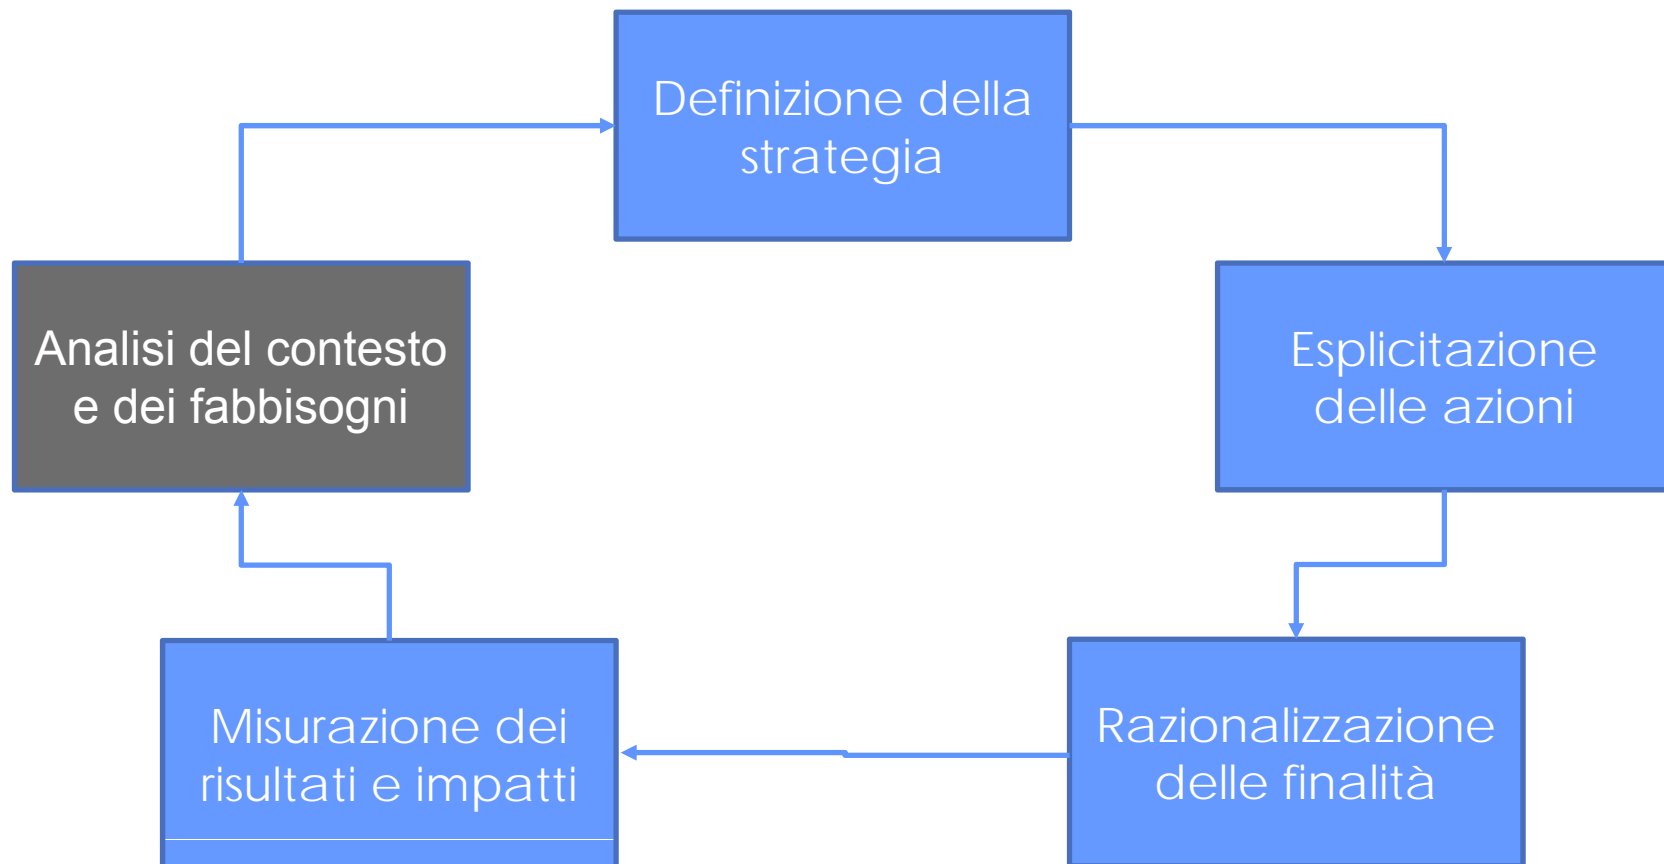 Definizione della
strategia
Analisi del contesto
e dei fabbisogni
Esplicitazione
delle azioni
Misurazione dei
risultati e impatti
Razionalizzazione
delle finalità